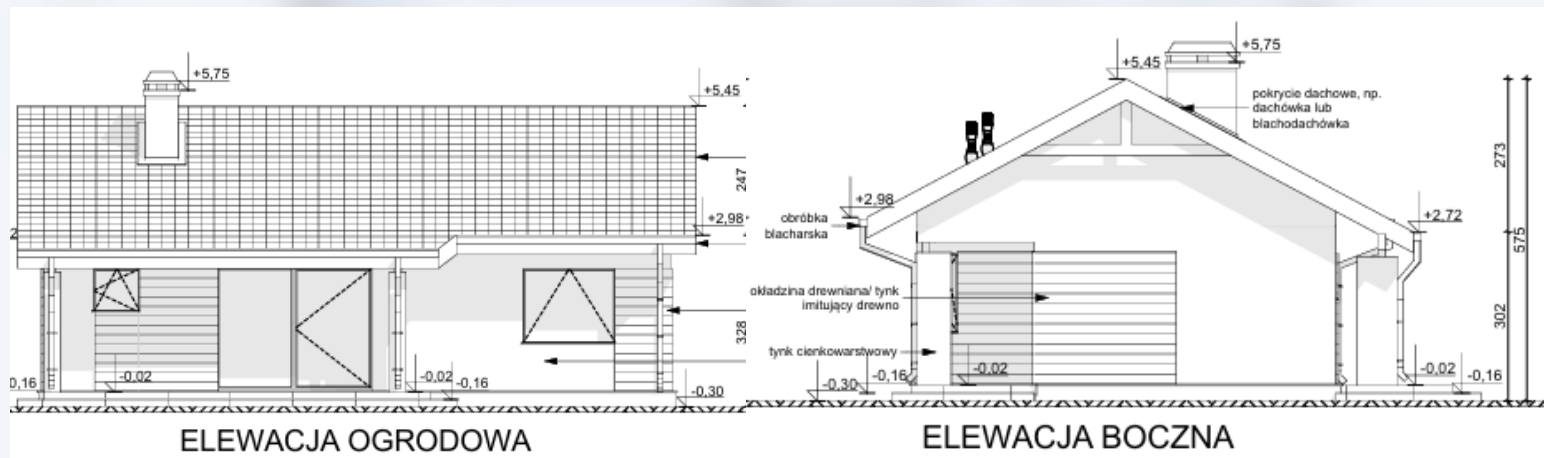 +5,75
+5,45
247
+2,98
328
0,16
-0,02
-0,02
-0,16
-0,30
ELEWACJA OGRODOWA
+5,75
+5,45
pokrycie dachowe, np.
dachówka lub
blachodachówka
273
+2,98
obróbka
blacharska
+2,72
575
okładzina drewniana/ tynk
imitujący drewno
302
tynk cienkowarstwowy
-0,30
-0,16
-0,02
-0,02
-0,16
ELEWACJA BOCZNA